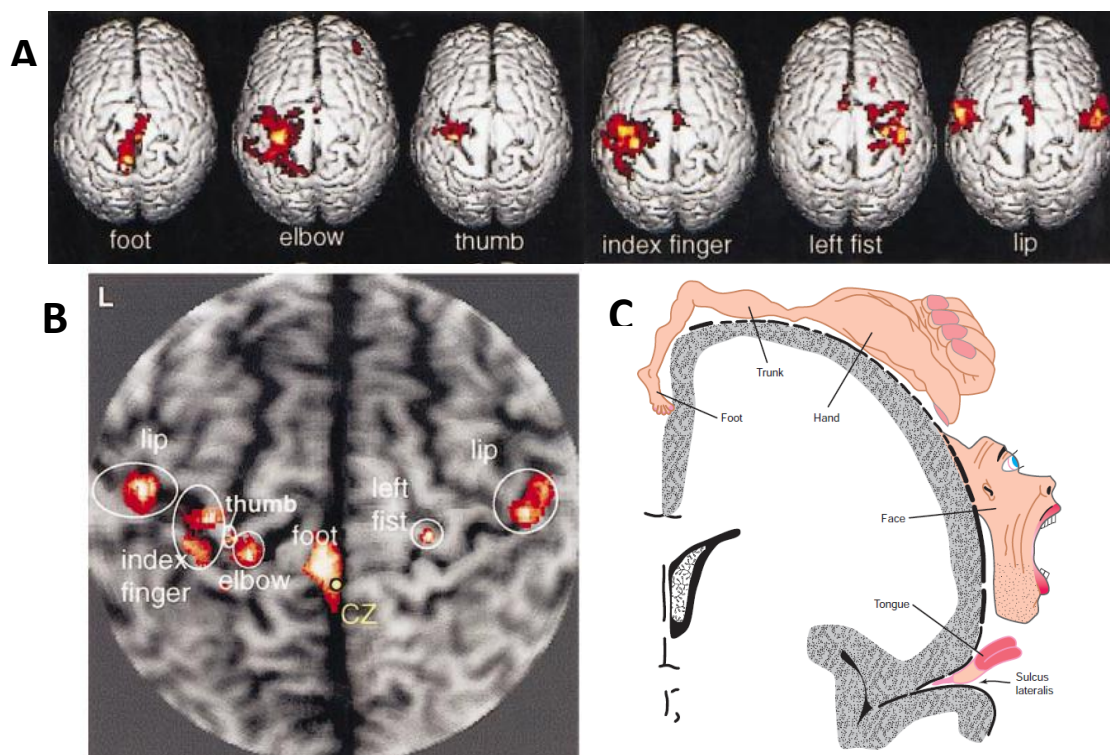 A
foot
elbow
thumb
index finger
left fist
lip
B
L
lip
thumb
index
finger
elbow
foot
CZ
left
fist
lip
C
Trunk
Foot
Hand
Face
Tongue
Sulcus
lateralis